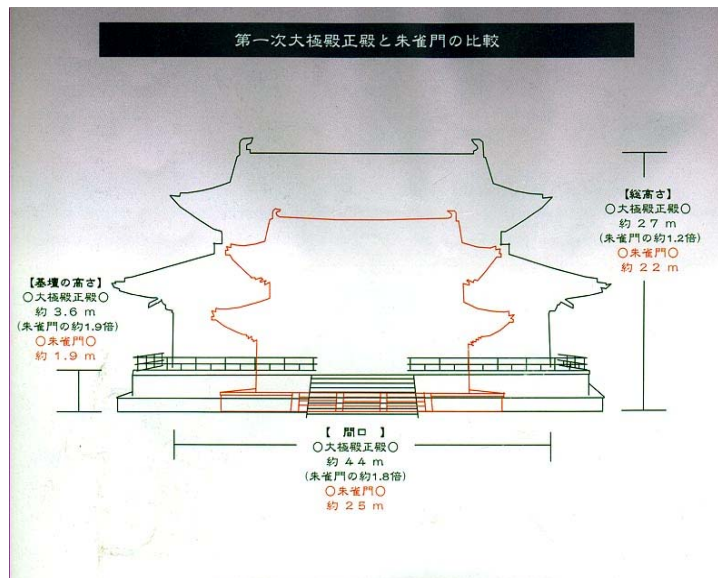 第一次大極殿正殿と朱雀門の比較
【総高さ】
○大極殿正殿○
約27m
(朱雀門の約1.2倍)
○朱雀門○
約22m
【基壇の高さ】
○大極殿正殿○
約3.6m
(朱雀門の約1.9倍)
○朱雀門○
約1.9m
【 間口 】
○大極殿正殿○
約44m
(朱雀門の約1.8倍)
○朱雀門○
約25m